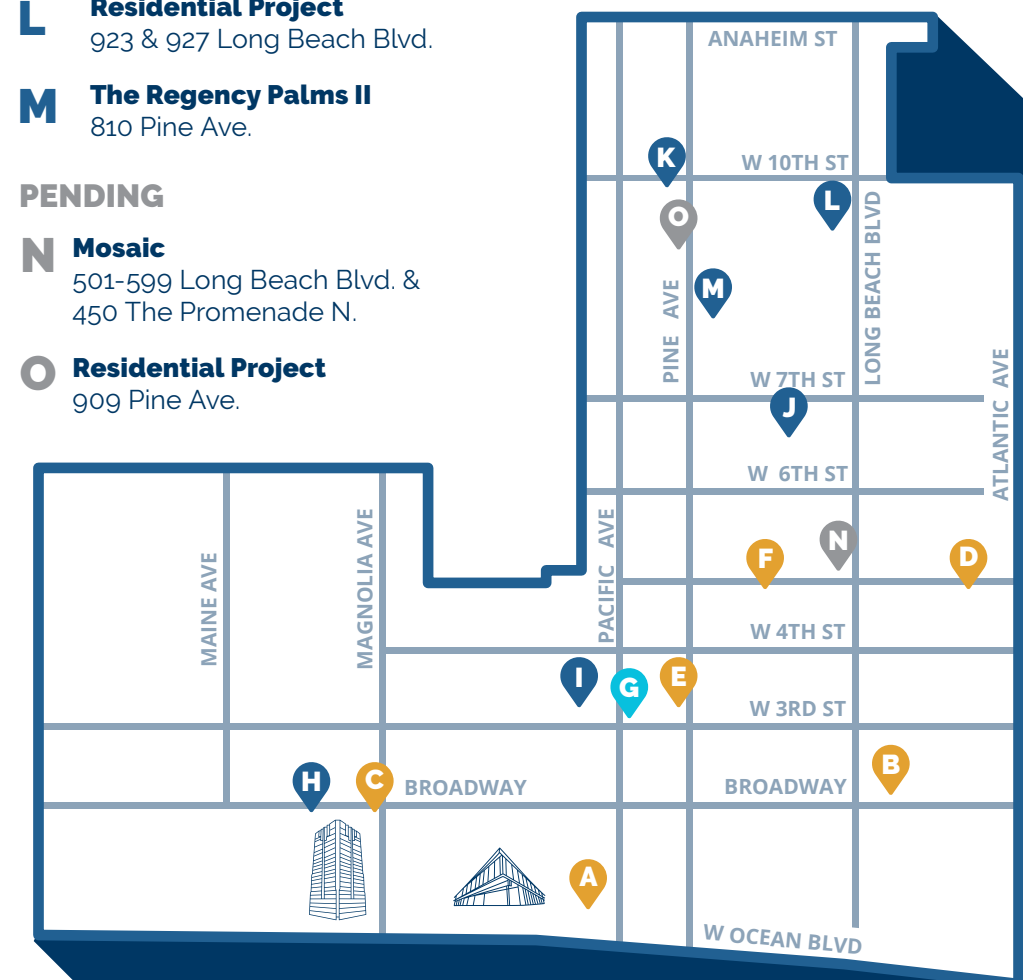 L Residential Project
923 & 927 Long Beach Blvd.
M The Regency Palms II
810 Pine Ave.
PENDING
N Mosaic
501-599 Long Beach Blvd. &
450 The Promenade N.
O Residential Project
909 Pine Ave.
ANAHEIM ST
W 10TH ST
K
L
O
M
LONG BEACH BLVD
PINE AVE
W 7TH ST
J
ATLANTIC AVE
W 6TH ST
PACIFIC AVE
N
F
D
MAINE AVE
MAGNOLIA AVE
W 4TH ST
I
G
E
W 3RD ST
H
C
BROADWAY
BROADWAY
B
A
W OCEAN BLVD